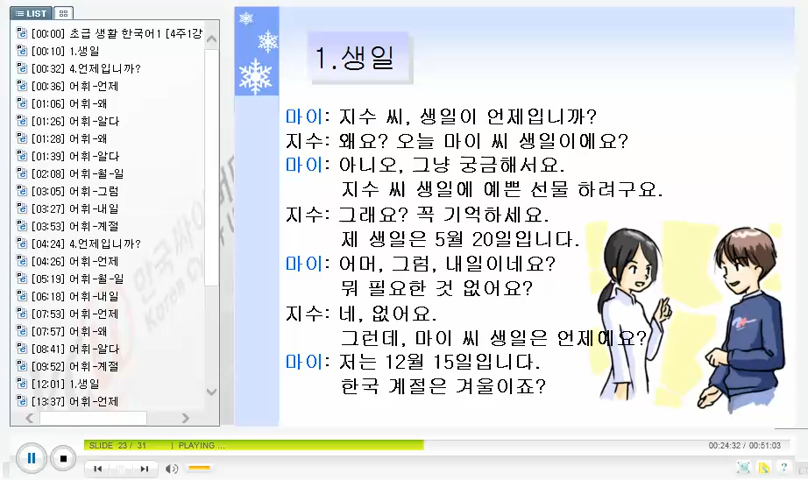 LIST
[00:00] 초급 생활 한국어1 [4주1강
[00:10] 1.생일
[00:32] 4.언제입니까?
[00:36] 어휘-언제
[01:06] 어휘-왜
[01:26] 어휘-알다
[01:28] 어휘-왜
[01:39] 어휘-알다
[02:08] 어휘-월-일
[03:05] 어휘-그럼
[03:27] 어휘-내일
[03:53] 어휘-계절
[04:24] 4.언제입니까?
[04:26] 어휘-언제
[05:19] 어휘-월-일
[06:18] 어휘-내일
[07:53] 어휘-언제
[07:57] 어휘-왜
[08:41] 어휘-알다
[09:52] 어휘-계절
[12:01] 1.생일
[13:37] 어휘-언제
1.생일
마이: 지수 씨, 생일이 언제입니까?
지수: 왜요? 오늘 마이 씨 생일이에요?
마이: 아니오, 그냥 궁금해서요.
지수 씨 생일에 예쁜 선물 하려구요.
지수: 그래요? 꼭 기억하세요.
제 생일은 5월 20일입니다.
마이: 어머, 그럼, 내일이네요?
뭐 필요한 것 없어요?
지수: 네, 없어요.
그런데, 마이 씨 생일은 언제예요?
마이: 저는 12월 15일입니다.
한국 계절은 겨울이죠?
SLIDE 23 / 31 | PLAYING ...
00:24:32 / 00:51:03